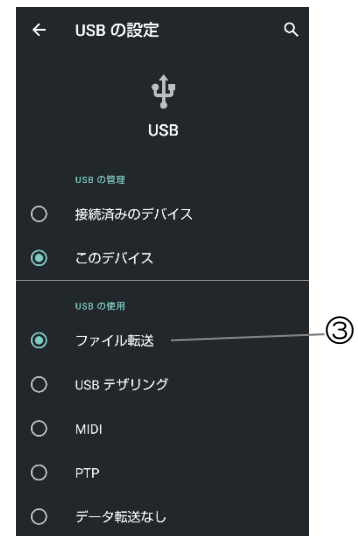 USB の設定
USB
USB の管理
接続済みのデバイス
このデバイス
USB の使用
ファイル転送
③
USB テザリング
MIDI
PTP
データ転送なし